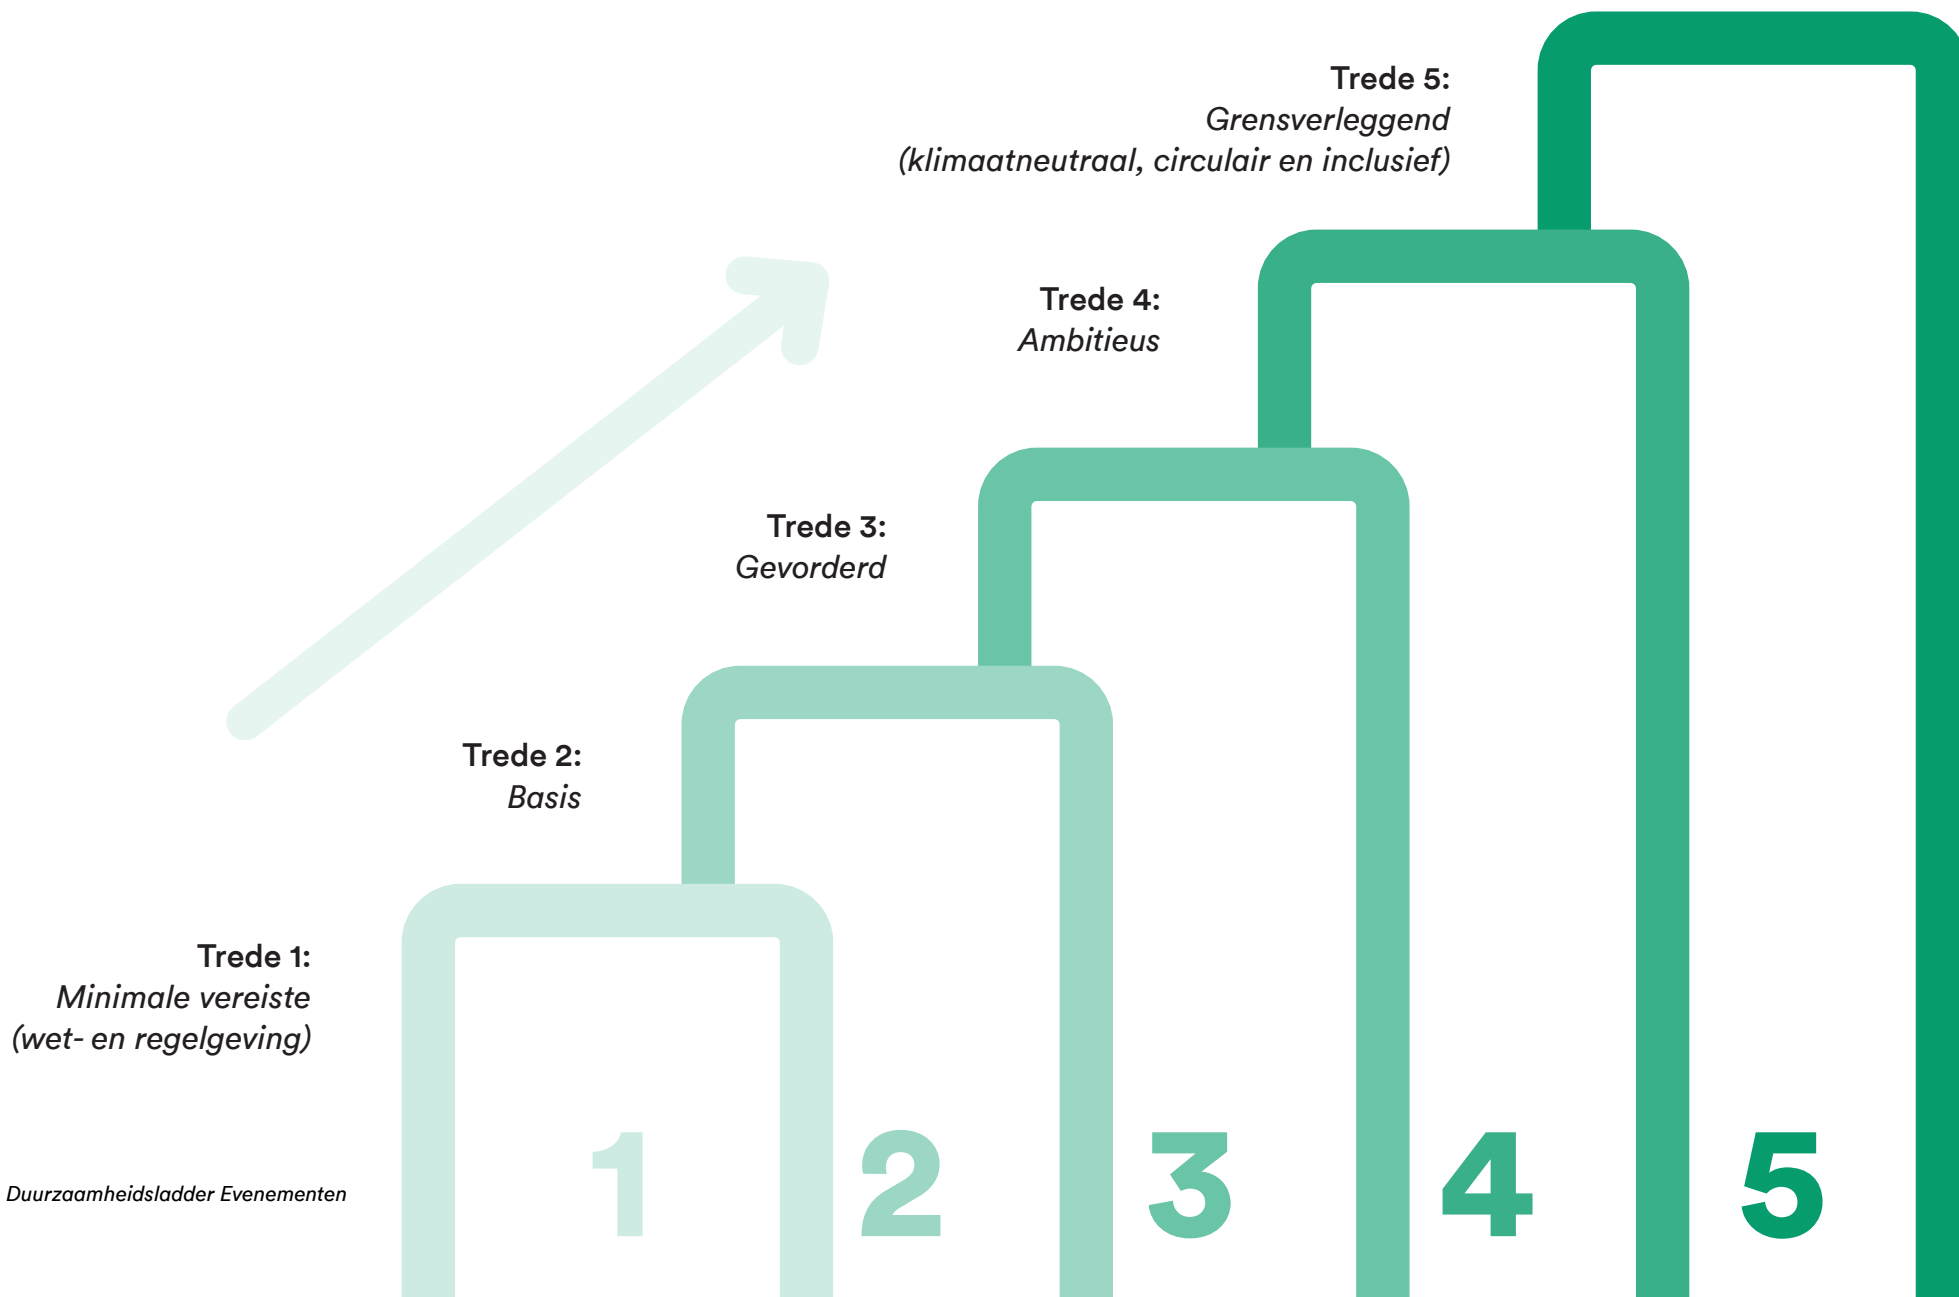 Trede 5:
Grensverleggend
(klimaatneutraal, circulair en inclusief)
Trede 4:
Ambitieus
Trede 3:
Gevorderd
Trede 2:
Basis
Trede 1:
Minimale vereiste
(wet- en regelgeving)
1 2 3 4 5
Duurzaamheidsladder Evenementen